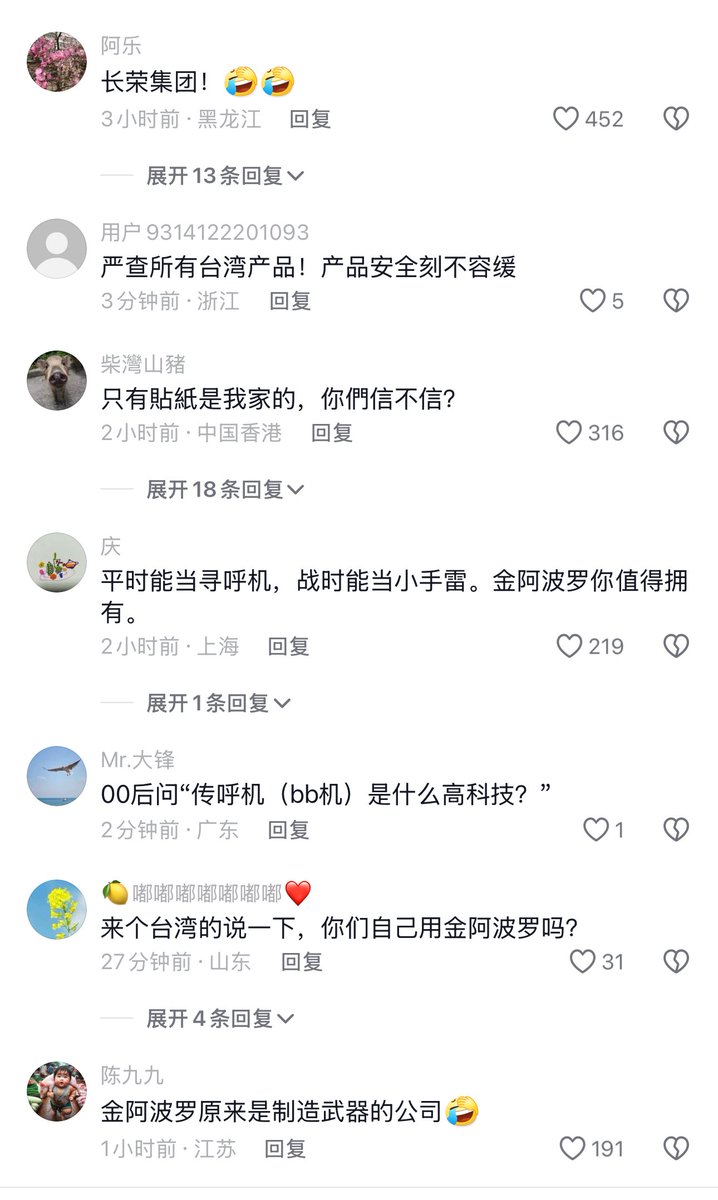 阿乐
长荣集团！🤣🤣
3小时前·黑龙江 回复 452
展开13条回复
用户9314122201093
严查所有台湾产品！产品安全刻不容缓
3分钟前·浙江 回复 5
柴灣山豬
只有貼紙是我家的，你們信不信？
2小时前·中国香港 回复 316
展开18条回复
庆
平时能当寻呼机，战时能当小手雷。金阿波罗你值得拥
有。
2小时前·上海 回复 219
展开1条回复
Mr.大锋
00后问“传呼机（bb机）是什么高科技？”
2分钟前·广东 回复 1
🍋嘟嘟嘟嘟嘟嘟嘟❤️
来个台湾的说一下，你们自己用金阿波罗吗？
27分钟前·山东 回复 31
展开4条回复
陈九九
金阿波罗原来是制造武器的公司🤣
1小时前·江苏 回复 191